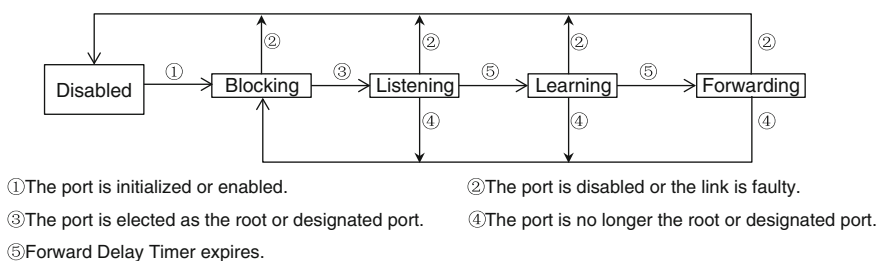 ② ② ② ②
Disabled ① Blocking ③ Listening ⑤ Learning ⑤ Forwarding
④ ④ ④
①The port is initialized or enabled. ②The port is disabled or the link is faulty.
③The port is elected as the root or designated port. ④The port is no longer the root or designated port.
⑤Forward Delay Timer expires.